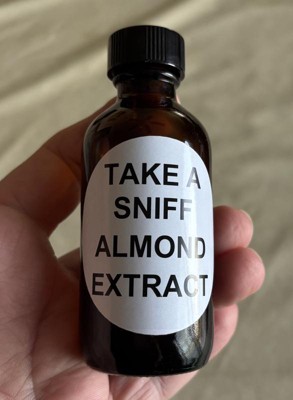 TAKE A
SNIFF
ALMOND
EXTRACT